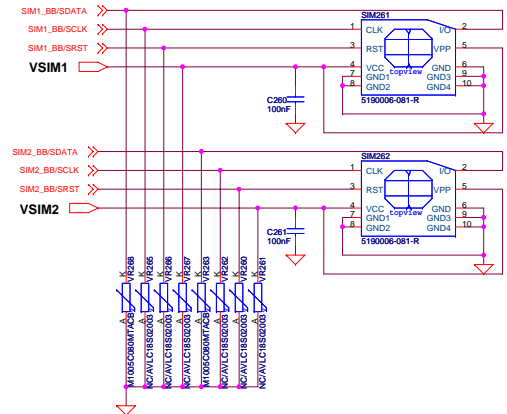 SIM1_BB/SDATA
SIM1_BB/SCLK
SIM1_BB/SRST
VSIM1
SIM261
1 CLK I/O 2
3 RST VPP 5
4 VCC GND 6
7 GND1 GND3 9
8 GND2 GND4 10
topview
5190006-081-R
C260
100nF
SIM2_BB/SDATA
SIM2_BB/SCLK
SIM2_BB/SRST
VSIM2
SIM262
1 CLK I/O 2
3 RST VPP 5
4 VCC GND 6
7 GND1 GND3 9
8 GND2 GND4 10
topview
5190006-081-R
C261
100nF
K VR268 A M1005C080MTACB
K VR265 A NC/AVLC18S02003
K VR266 A NC/AVLC18S02003
K VR267 A NC/AVLC18S02003
K VR263 A M1005C080MTACB
K VR262 A NC/AVLC18S02003
K VR260 A NC/AVLC18S02003
K VR261 A NC/AVLC18S02003